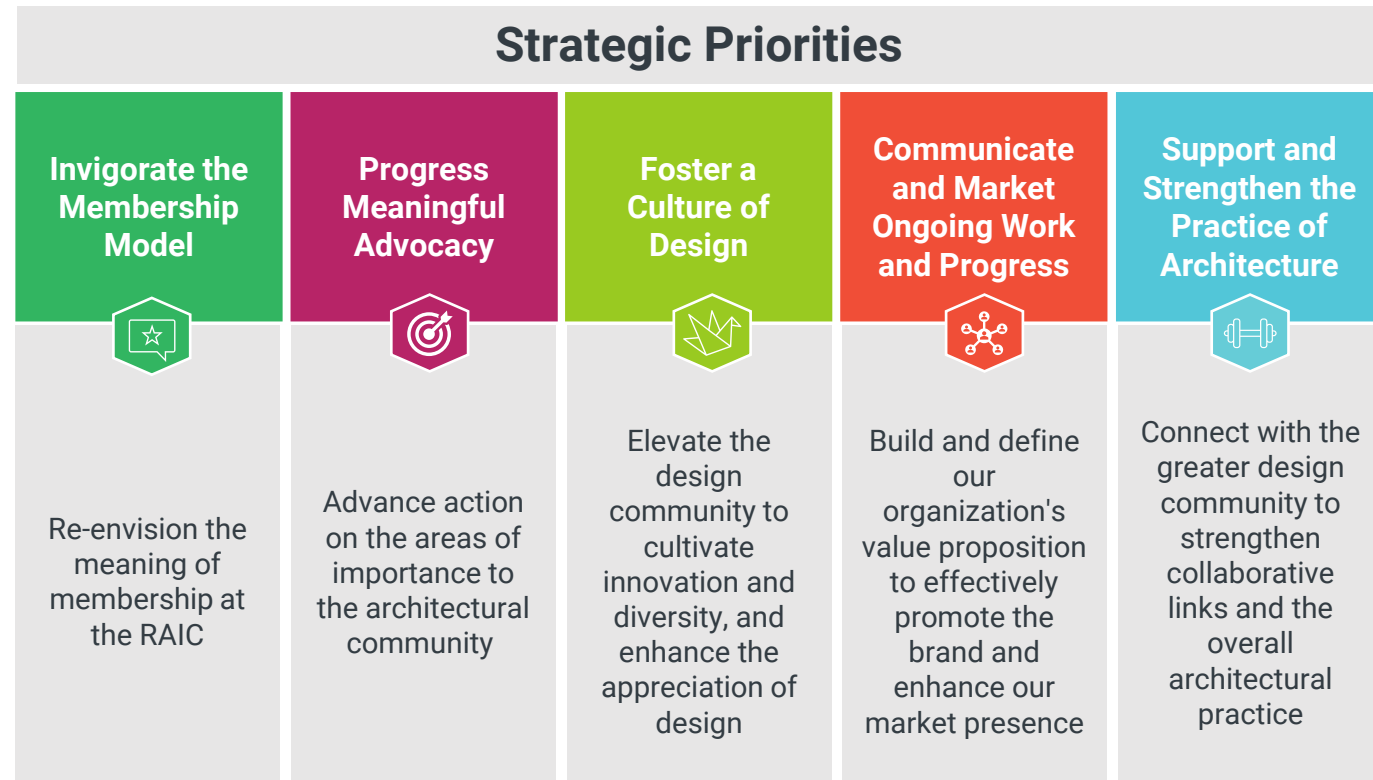 Strategic Priorities
Invigorate the
Membership
Model
Re-envision the
meaning of
membership at
the RAIC
Progress
Meaningful
Advocacy
Advance action
on the areas of
importance to
the architectural
community
Foster a
Culture of
Design
Elevate the
design
community to
cultivate
innovation and
diversity, and
enhance the
appreciation of
design
Communicate
and Market
Ongoing Work
and Progress
Build and define
our
organization's
value proposition
to effectively
promote the
brand and
enhance our
market presence
Support and
Strengthen the
Practice of
Architecture
Connect with the
greater design
community to
strengthen
collaborative
links and the
overall
architectural
practice